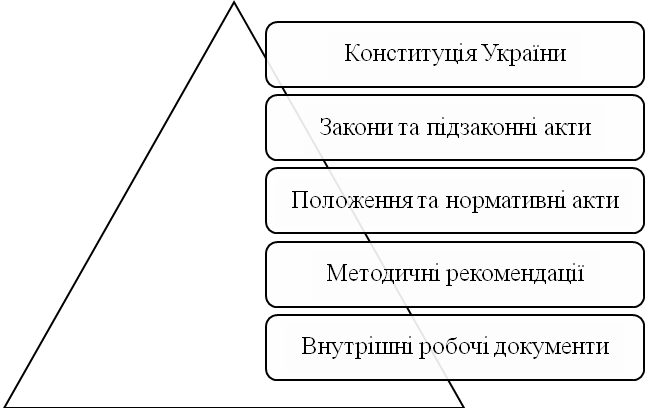 Конституція України
Закони та підзаконні акти
Положення та нормативні акти
Методичні рекомендації
Внутрішні робочі документи